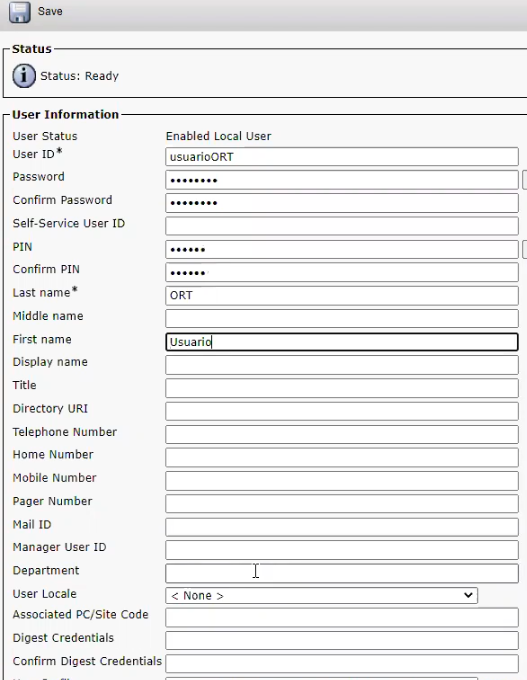 Save
Status
i Status: Ready
User Information
User Status Enabled Local User
User ID* usuarioORT
Password ••••••••
Confirm Password ••••••••
Self-Service User ID
PIN ••••••
Confirm PIN ••••••
Last name* ORT
Middle name
First name Usuario
Display name
Title
Directory URI
Telephone Number
Home Number
Mobile Number
Pager Number
Mail ID
Manager User ID
Department
User Locale < None >
Associated PC/Site Code
Digest Credentials
Confirm Digest Credentials